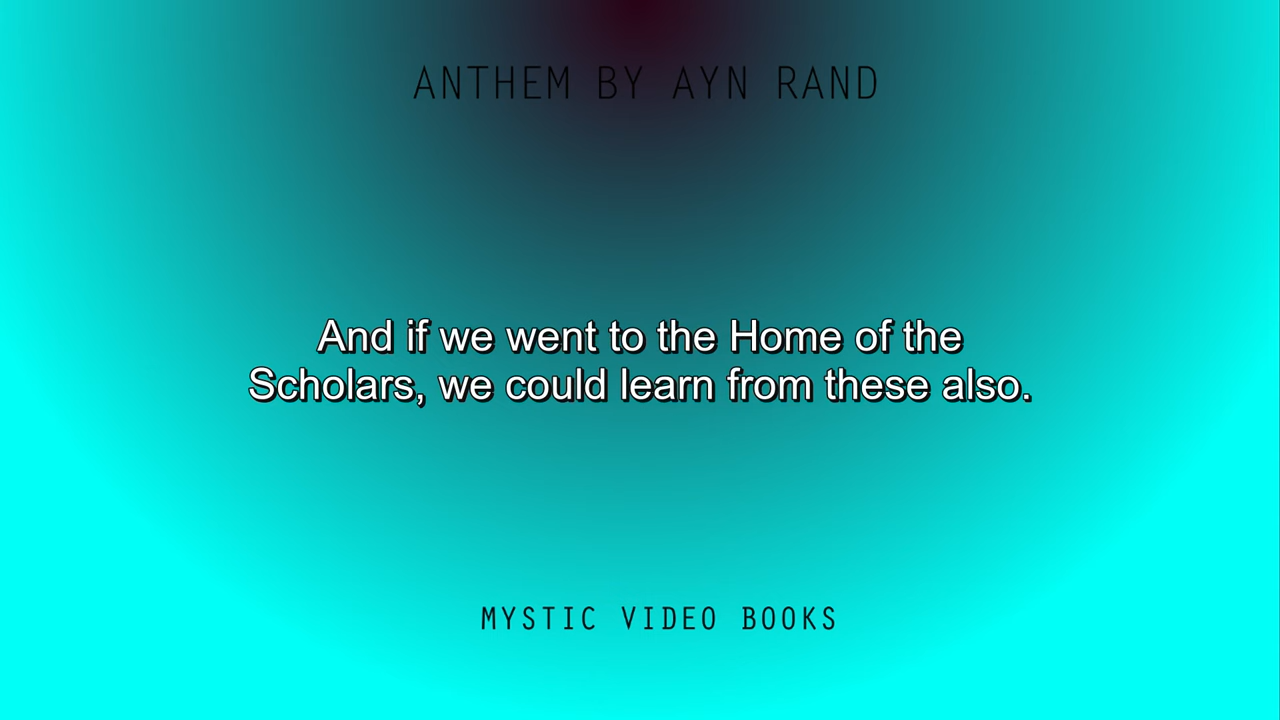 ANTHEM BY AYN RAND
And if we went to the Home of the
Scholars, we could learn from these also.
MYSTIC VIDEO BOOKS